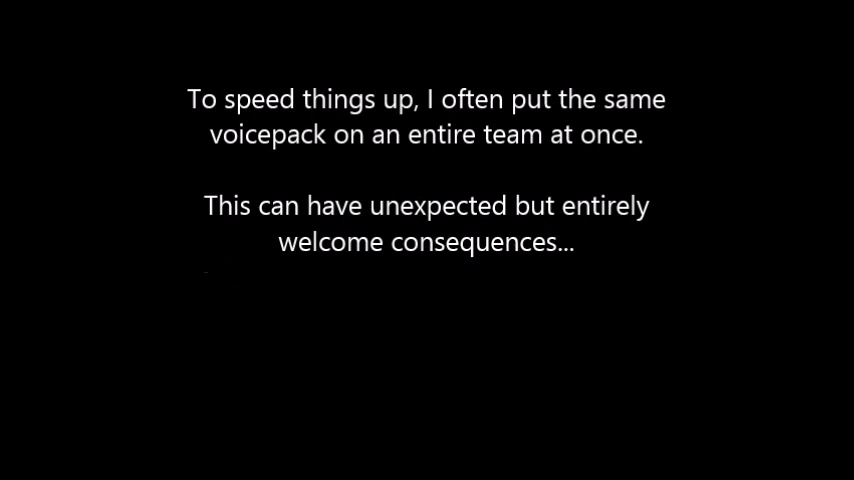 To speed things up, I often put the same
voicepack on an entire team at once.
This can have unexpected but entirely
welcome consequences...